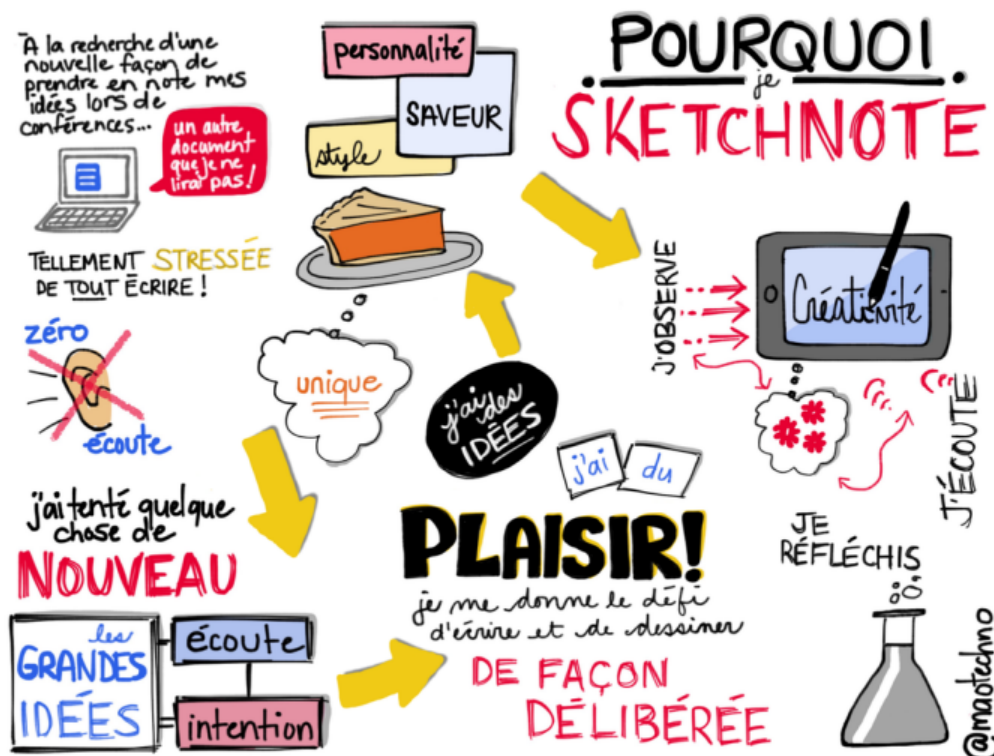 POURQUOI
je
SKETCHNOTE
À la recherche d'une
nouvelle façon de
prendre en note mes
idées lors de
conférences...
un autre
document
que je ne
lirai pas!
TELLEMENT STRESSÉE
DE TOUT ÉCRIRE!
zéro
écoute
j'ai tenté quelque
chose de
NOUVEAU
les
GRANDES
IDÉES
écoute
intention
j'ai du
PLAISIR!
je me donne le défi
d'écrire et de dessiner
DE FAÇON
DÉLIBÉRÉE
j'ai des
IDÉES
personnalité
SAVEUR
style
unique
J'OBSERVE
Créativité
J'ÉCOUTE
JE
RÉFLÉCHIS
@maotechno